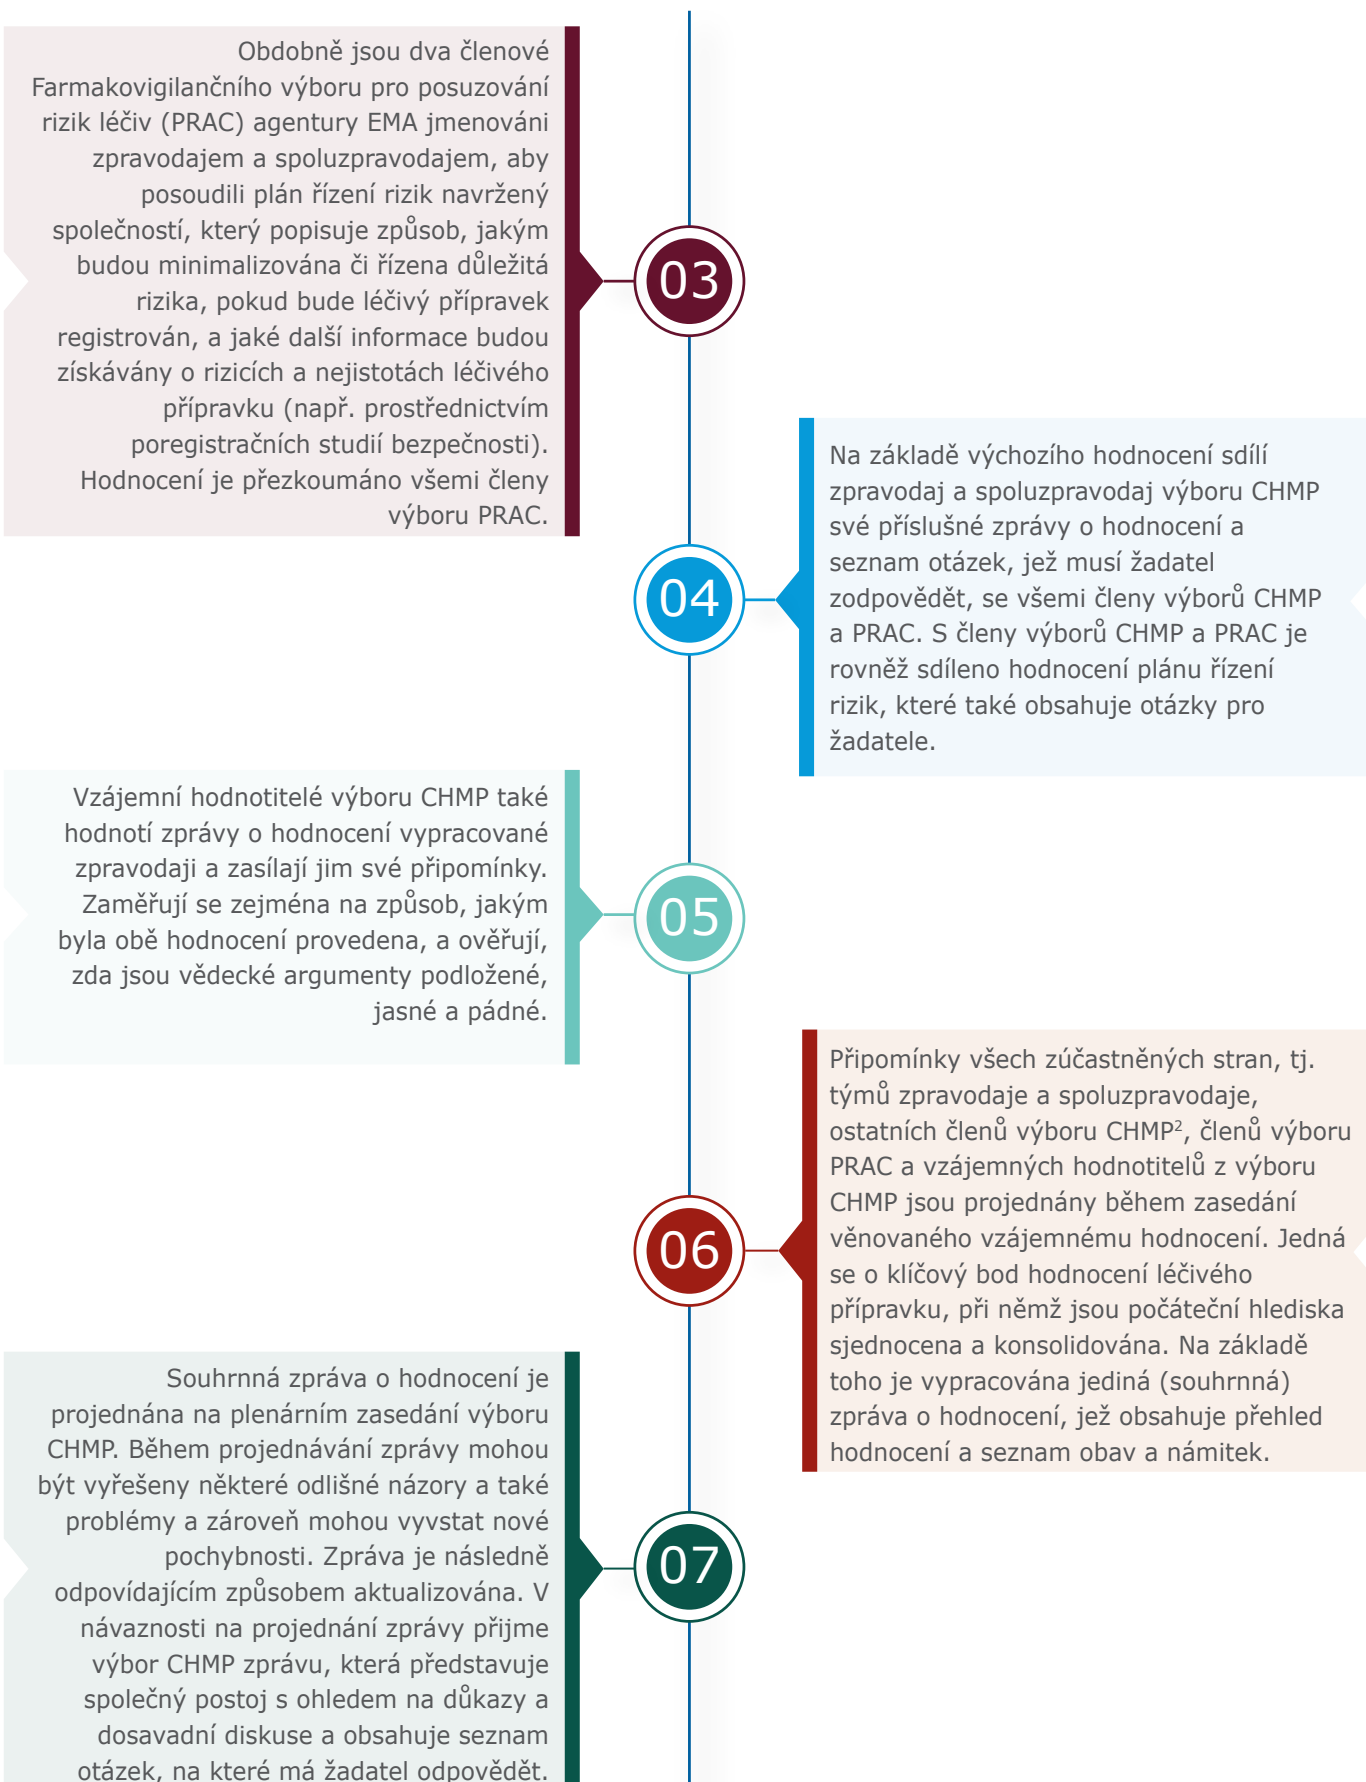 Obdobně jsou dva členové
Farmakovigilančního výboru pro posuzování
rizik léčiv (PRAC) agentury EMA jmenováni
zpravodajem a spoluzpravodajem, aby
posoudili plán řízení rizik navržený
společností, který popisuje způsob, jakým
budou minimalizována či řízena důležitá
rizika, pokud bude léčivý přípravek
registrován, a jaké další informace budou
získávány o rizicích a nejistotách léčivého
přípravku (např. prostřednictvím
poregistračních studií bezpečnosti).
Hodnocení je přezkoumáno všemi členy
výboru PRAC.
03
04
Na základě výchozího hodnocení sdílí
zpravodaj a spoluzpravodaj výboru CHMP
své příslušné zprávy o hodnocení a
seznam otázek, jež musí žadatel
zodpovědět, se všemi členy výborů CHMP
a PRAC. S členy výborů CHMP a PRAC je
rovněž sdíleno hodnocení plánu řízení
rizik, které také obsahuje otázky pro
žadatele.
Vzájemní hodnotitelé výboru CHMP také
hodnotí zprávy o hodnocení vypracované
zpravodaji a zasílají jim své připomínky.
Zaměřují se zejména na způsob, jakým
byla obě hodnocení provedena, a ověřují,
zda jsou vědecké argumenty podložené,
jasné a pádné.
05
06
Připomínky všech zúčastněných stran, tj.
týmů zpravodaje a spoluzpravodaje,
ostatních členů výboru CHMP², členů výboru
PRAC a vzájemných hodnotitelů z výboru
CHMP jsou projednány během zasedání
věnovaného vzájemnému hodnocení. Jedná
se o klíčový bod hodnocení léčivého
přípravku, při němž jsou počáteční hlediska
sjednocena a konsolidována. Na základě
toho je vypracována jediná (souhrnná)
zpráva o hodnocení, jež obsahuje přehled
hodnocení a seznam obav a námitek.
Souhrnná zpráva o hodnocení je
projednána na plenárním zasedání výboru
CHMP. Během projednávání zprávy mohou
být vyřešeny některé odlišné názory a také
problémy a zároveň mohou vyvstat nové
pochybnosti. Zpráva je následně
odpovídajícím způsobem aktualizována. V
návaznosti na projednání zprávy přijme
výbor CHMP zprávu, která představuje
společný postoj s ohledem na důkazy a
dosavadní diskuse a obsahuje seznam
otázek, na které má žadatel odpovědět.
07